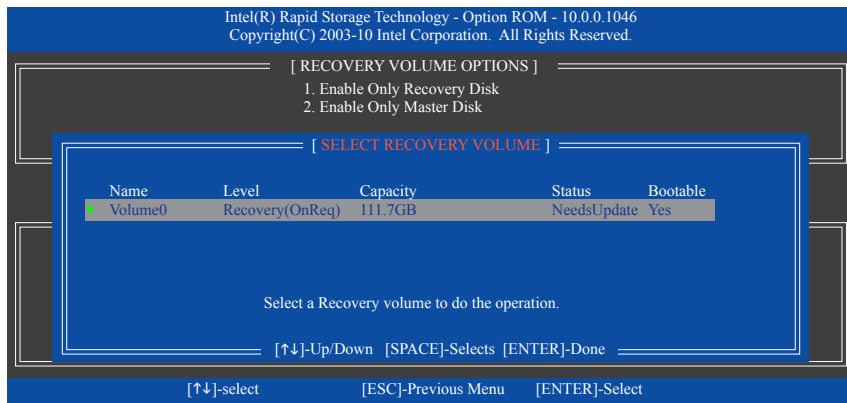 Intel(R) Rapid Storage Technology - Option ROM - 10.0.0.1046
Copyright(C) 2003-10 Intel Corporation. All Rights Reserved.
[ RECOVERY VOLUME OPTIONS ]
1. Enable Only Recovery Disk
2. Enable Only Master Disk
[ SELECT RECOVERY VOLUME ]
Name Level Capacity Status Bootable
Volume0 Recovery(OnReq) 111.7GB NeedsUpdate Yes
Select a Recovery volume to do the operation.
[↑↓]-Up/Down [SPACE]-Selects [ENTER]-Done
[↑↓]-select [ESC]-Previous Menu [ENTER]-Select